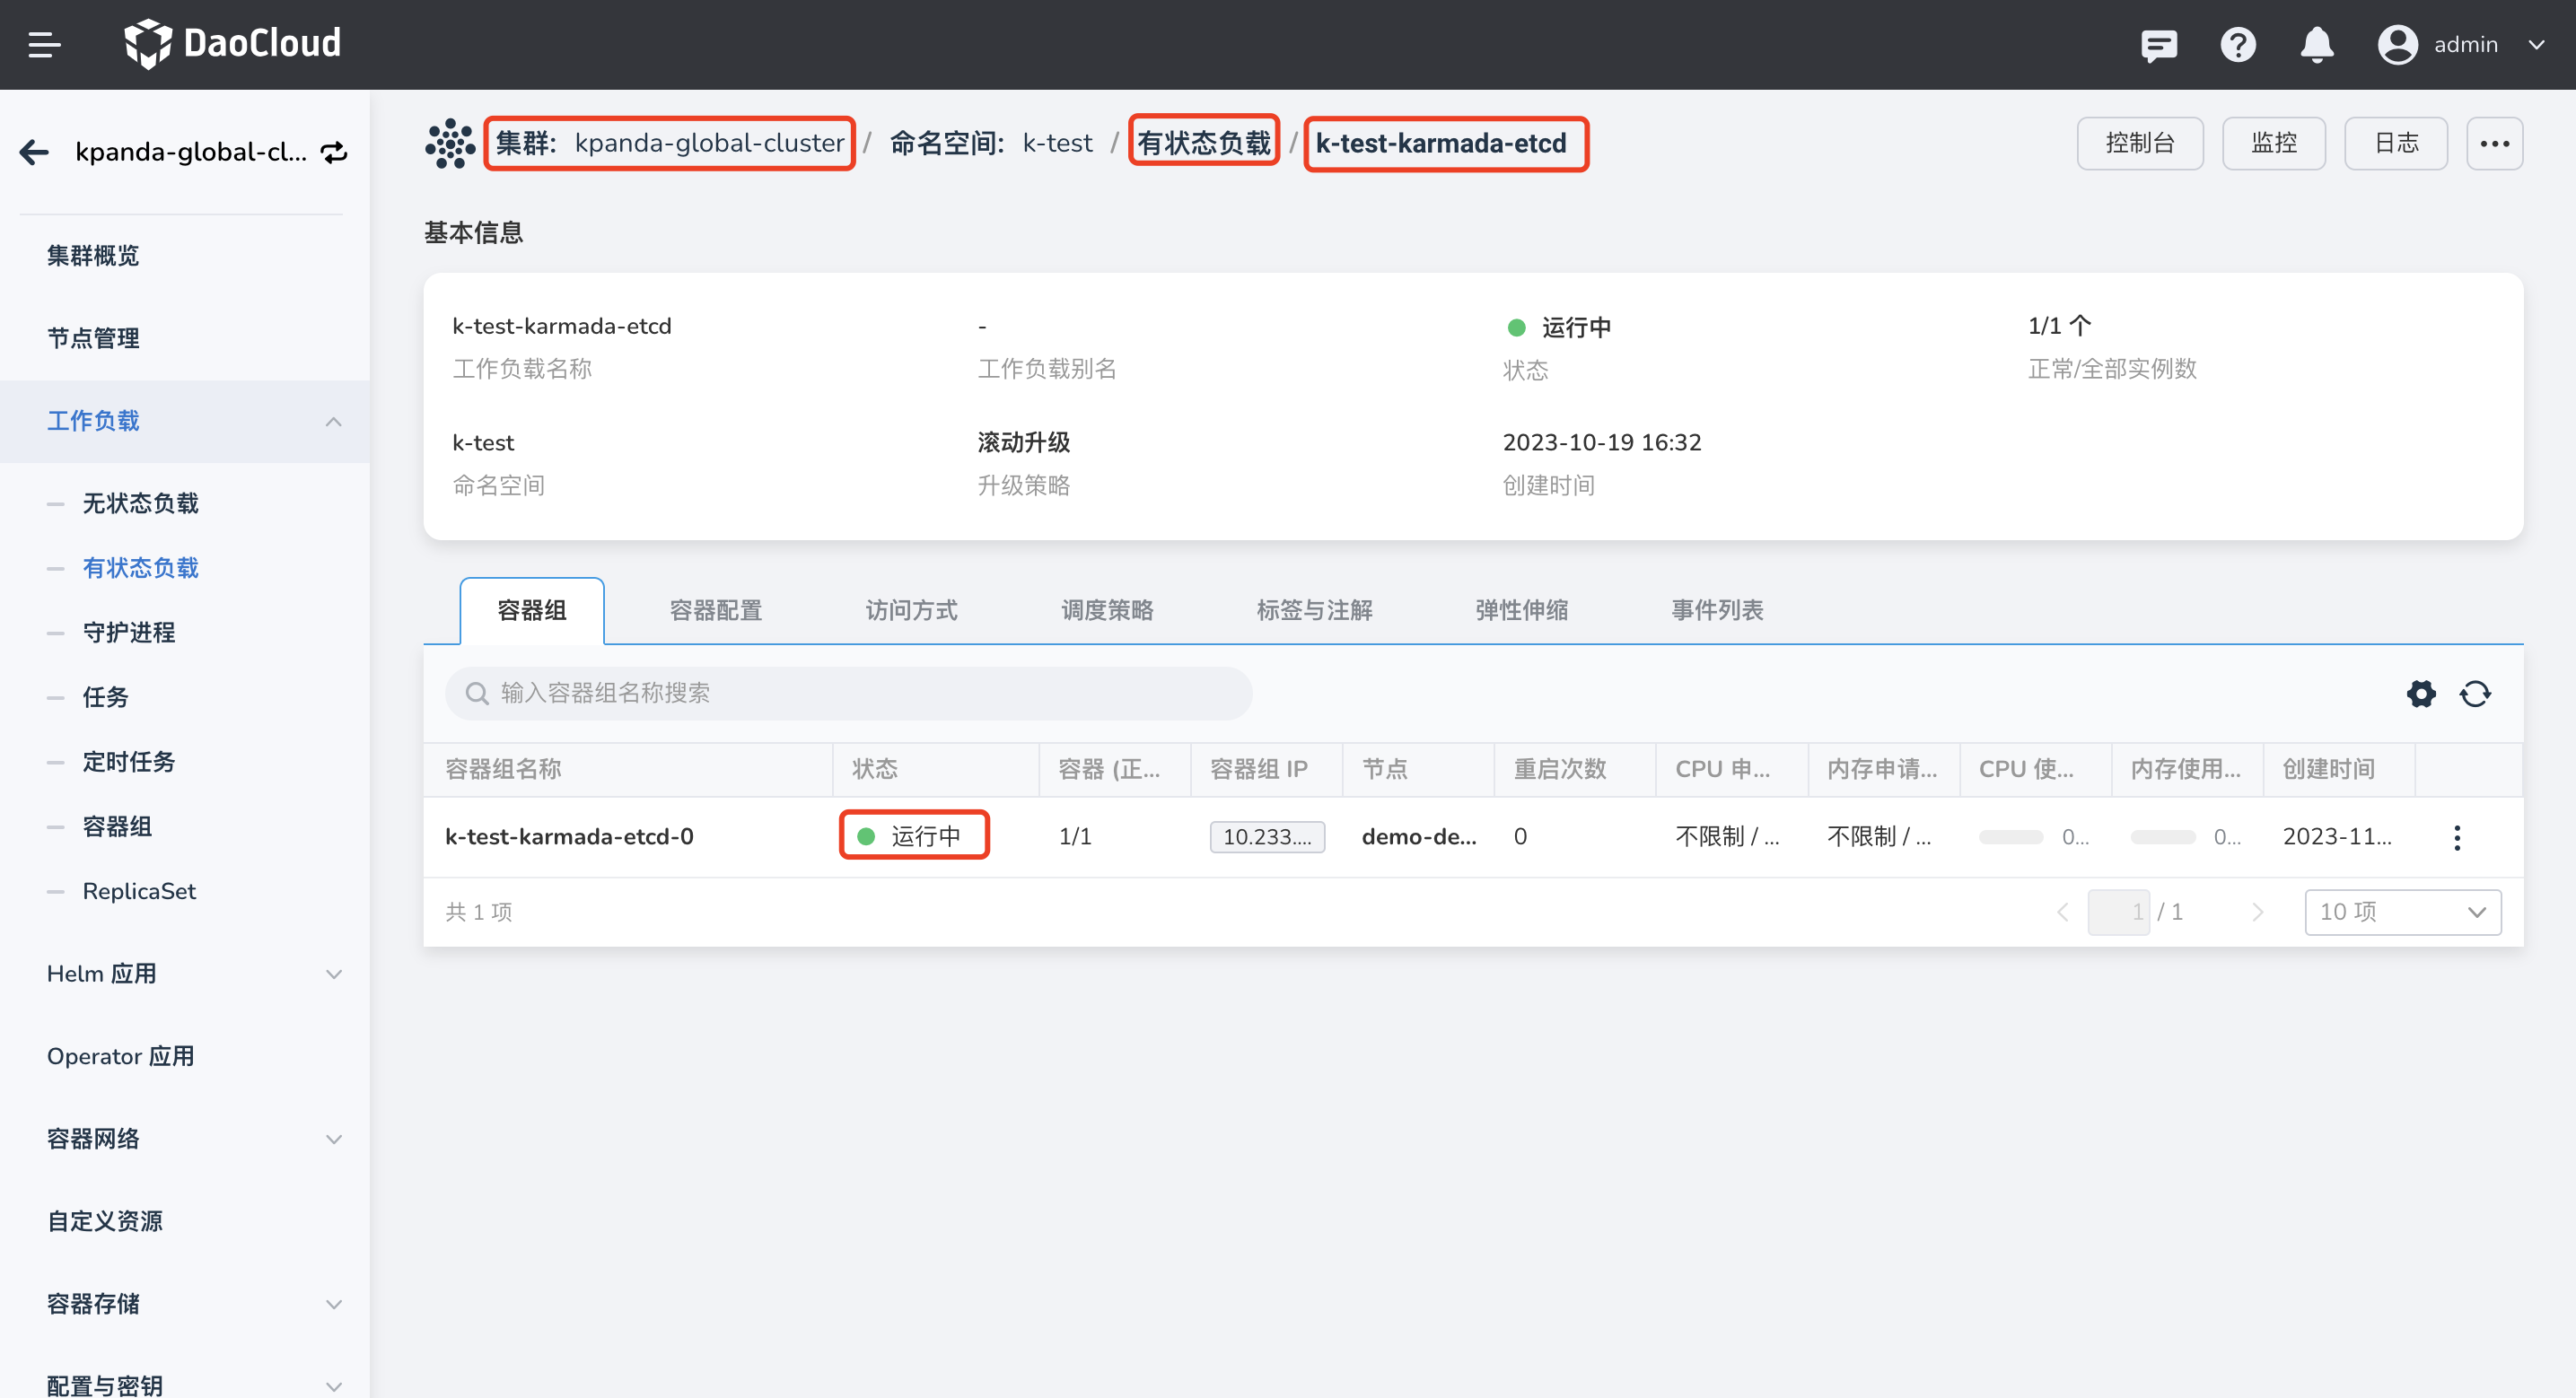 DaoCloud
admin
kpanda-global-cl...
集群: kpanda-global-cluster / 命名空间: k-test / 有状态负载 / k-test-karmada-etcd
控制台 监控 日志
集群概览
节点管理
工作负载
无状态负载
有状态负载
守护进程
任务
定时任务
容器组
ReplicaSet
Helm 应用
Operator 应用
容器网络
自定义资源
容器存储
配置与密钥
基本信息
k-test-karmada-etcd
工作负载名称
-
工作负载别名
运行中
状态
1/1 个
正常/全部实例数
k-test
命名空间
滚动升级
升级策略
2023-10-19 16:32
创建时间
容器组 容器配置 访问方式 调度策略 标签与注解 弹性伸缩 事件列表
输入容器组名称搜索
容器组名称 状态 容器 (正... 容器组 IP 节点 重启次数 CPU 申... 内存申请... CPU 使... 内存使用... 创建时间
k-test-karmada-etcd-0 运行中 1/1 10.233.... demo-de... 0 不限制 / ... 不限制 / ... 0... 0... 2023-11...
共 1 项
1 / 1
10 项